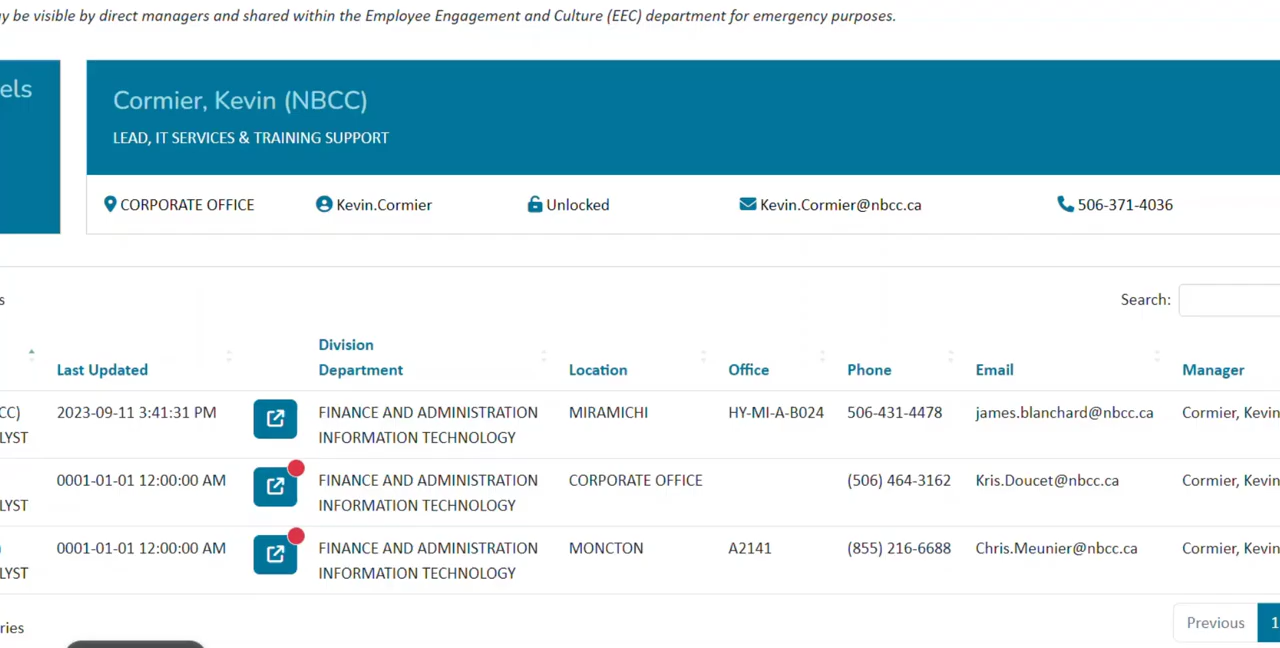 y be visible by direct managers and shared within the Employee Engagement and Culture (EEC) department for emergency purposes.
els
Cormier, Kevin (NBCC)
LEAD, IT SERVICES & TRAINING SUPPORT
CORPORATE OFFICE Kevin.Cormier Unlocked Kevin.Cormier@nbcc.ca 506-371-4036
s Search:
Division
Last Updated Department Location Office Phone Email Manager
CC) 2023-09-11 3:41:31 PM FINANCE AND ADMINISTRATION MIRAMICHI HY-MI-A-B024 506-431-4478 james.blanchard@nbcc.ca Cormier, Kevin
LYST INFORMATION TECHNOLOGY
0001-01-01 12:00:00 AM FINANCE AND ADMINISTRATION CORPORATE OFFICE (506) 464-3162 Kris.Doucet@nbcc.ca Cormier, Kevin
LYST INFORMATION TECHNOLOGY
) 0001-01-01 12:00:00 AM FINANCE AND ADMINISTRATION MONCTON A2141 (855) 216-6688 Chris.Meunier@nbcc.ca Cormier, Kevin
LYST INFORMATION TECHNOLOGY
ries Previous 1